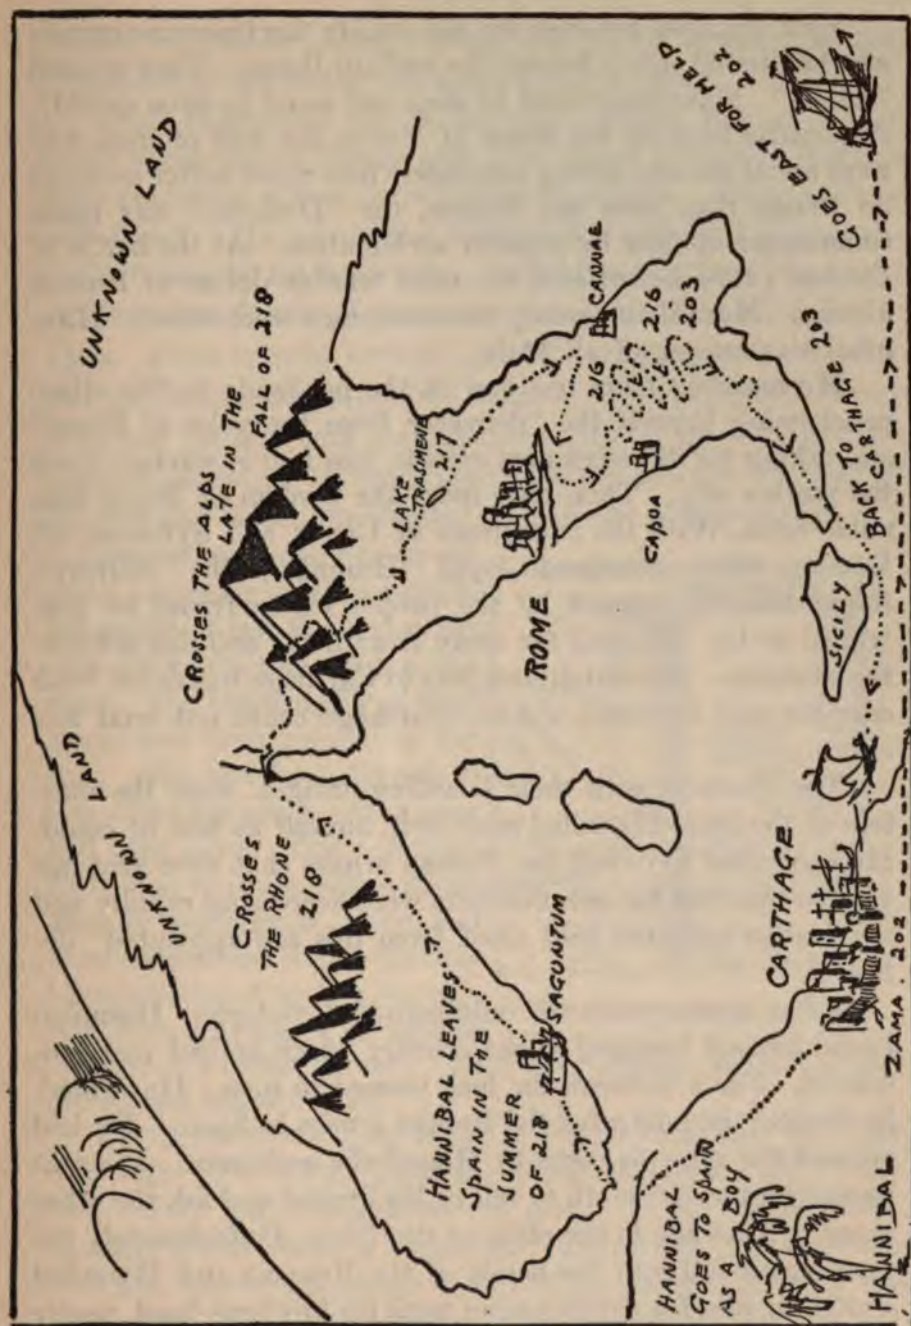 UNKNOWN LAND
UNKNOWN LAND
CROSSES THE ALPS
LATE IN THE
FALL OF 218
CROSSES
THE RHONE
218
HANNIBAL LEAVES
SPAIN IN THE
SUMMER
OF 218
SAGUNTUM
LAKE
TRASIMENE
217
CANNAE
216
216
203
ROME
CAPUA
SICILY
BACK TO
CARTHAGE
203
GOES EAST FOR HELP
202
CARTHAGE
ZAMA. 202
HANNIBAL
GOES TO SPAIN
AS A BOY
HANNIBAL